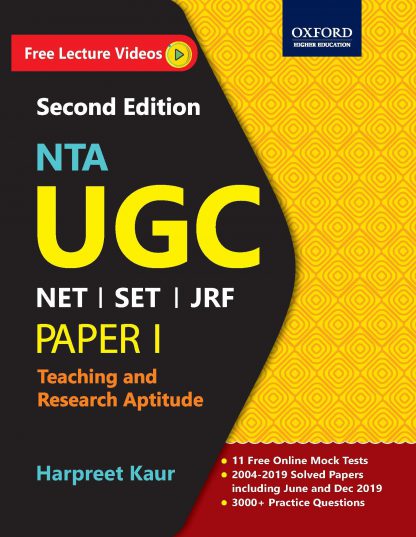 Free Lecture Videos
OXFORD
HIGHER EDUCATION
Second Edition
NTA
UGC
NET | SET | JRF
PAPER I
Teaching and
Research Aptitude
Harpreet Kaur
• 11 Free Online Mock Tests
• 2004-2019 Solved Papers
including June and Dec 2019
• 3000+ Practice Questions